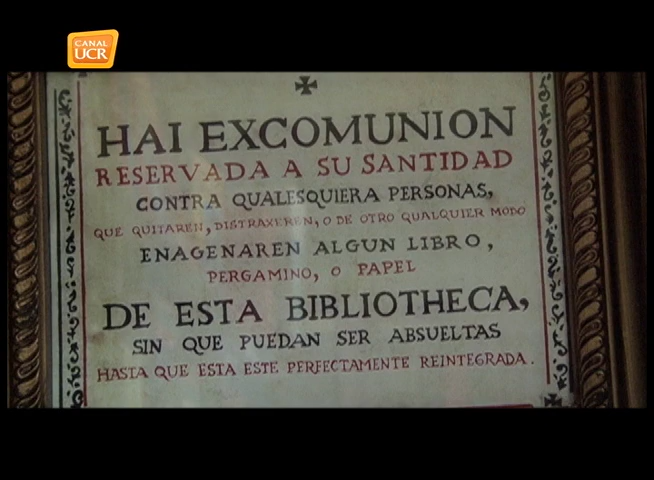 CANAL
UCR
HAI EXCOMUNION
RESERVADA A SU SANTIDAD
CONTRA QUALESQUIERA PERSONAS,
QUE QUITAREN, DISTRAXEREN, O DE OTRO QUALQUIER MODO
ENAGENAREN ALGUN LIBRO,
PERGAMINO, O PAPEL
DE ESTA BIBLIOTHECA,
SIN QUE PUEDAN SER ABSUELTAS
HASTA QUE ESTA ESTE PERFECTAMENTE REINTEGRADA.